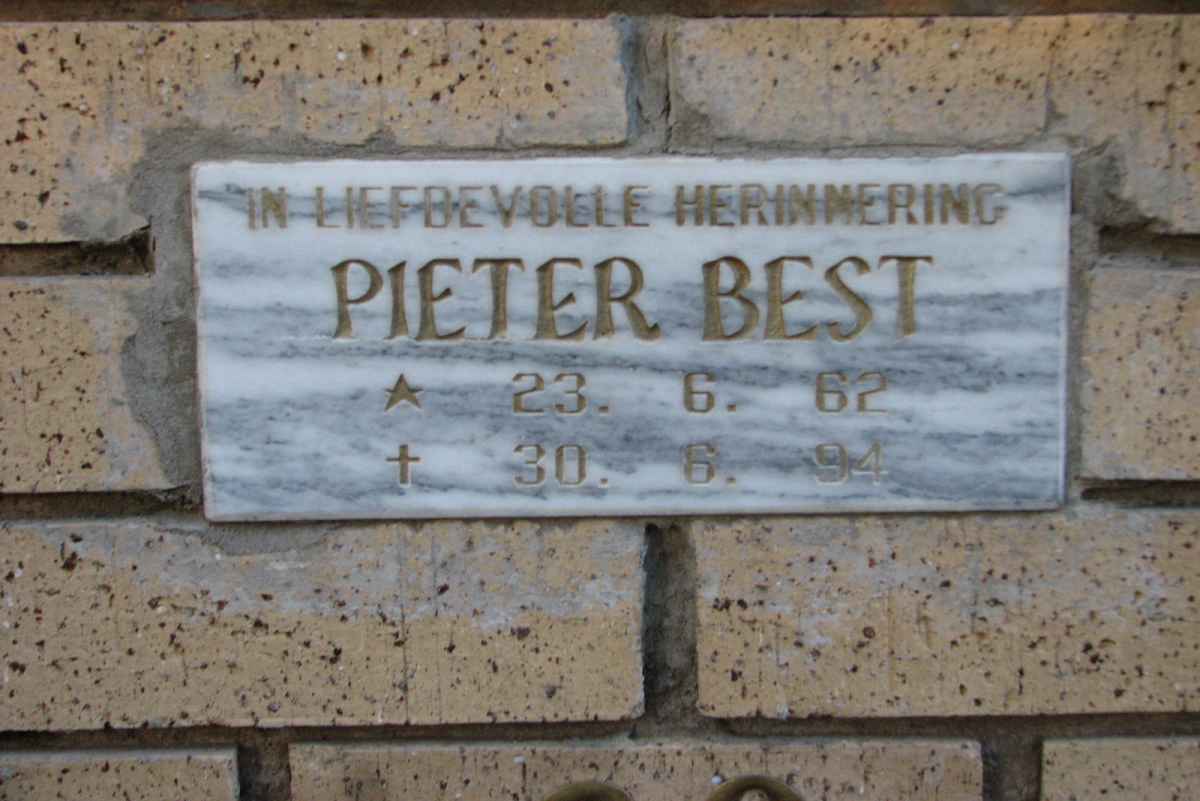 IN LIEFDEVOLLE HERINNERING
PIETER BEST
★ 23. 6. 62
✝ 30. 6. 94